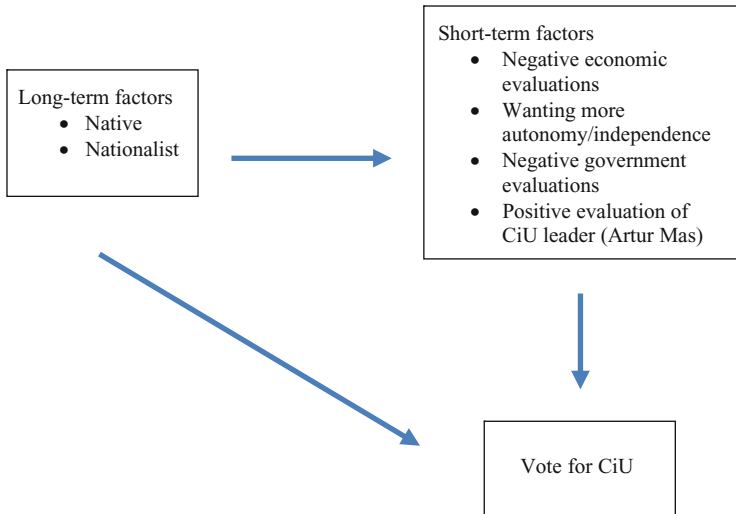 Long-term factors
• Native
• Nationalist
Short-term factors
• Negative economic
evaluations
• Wanting more
autonomy/independence
• Negative government
evaluations
• Positive evaluation of
CiU leader (Artur Mas)
Vote for CiU